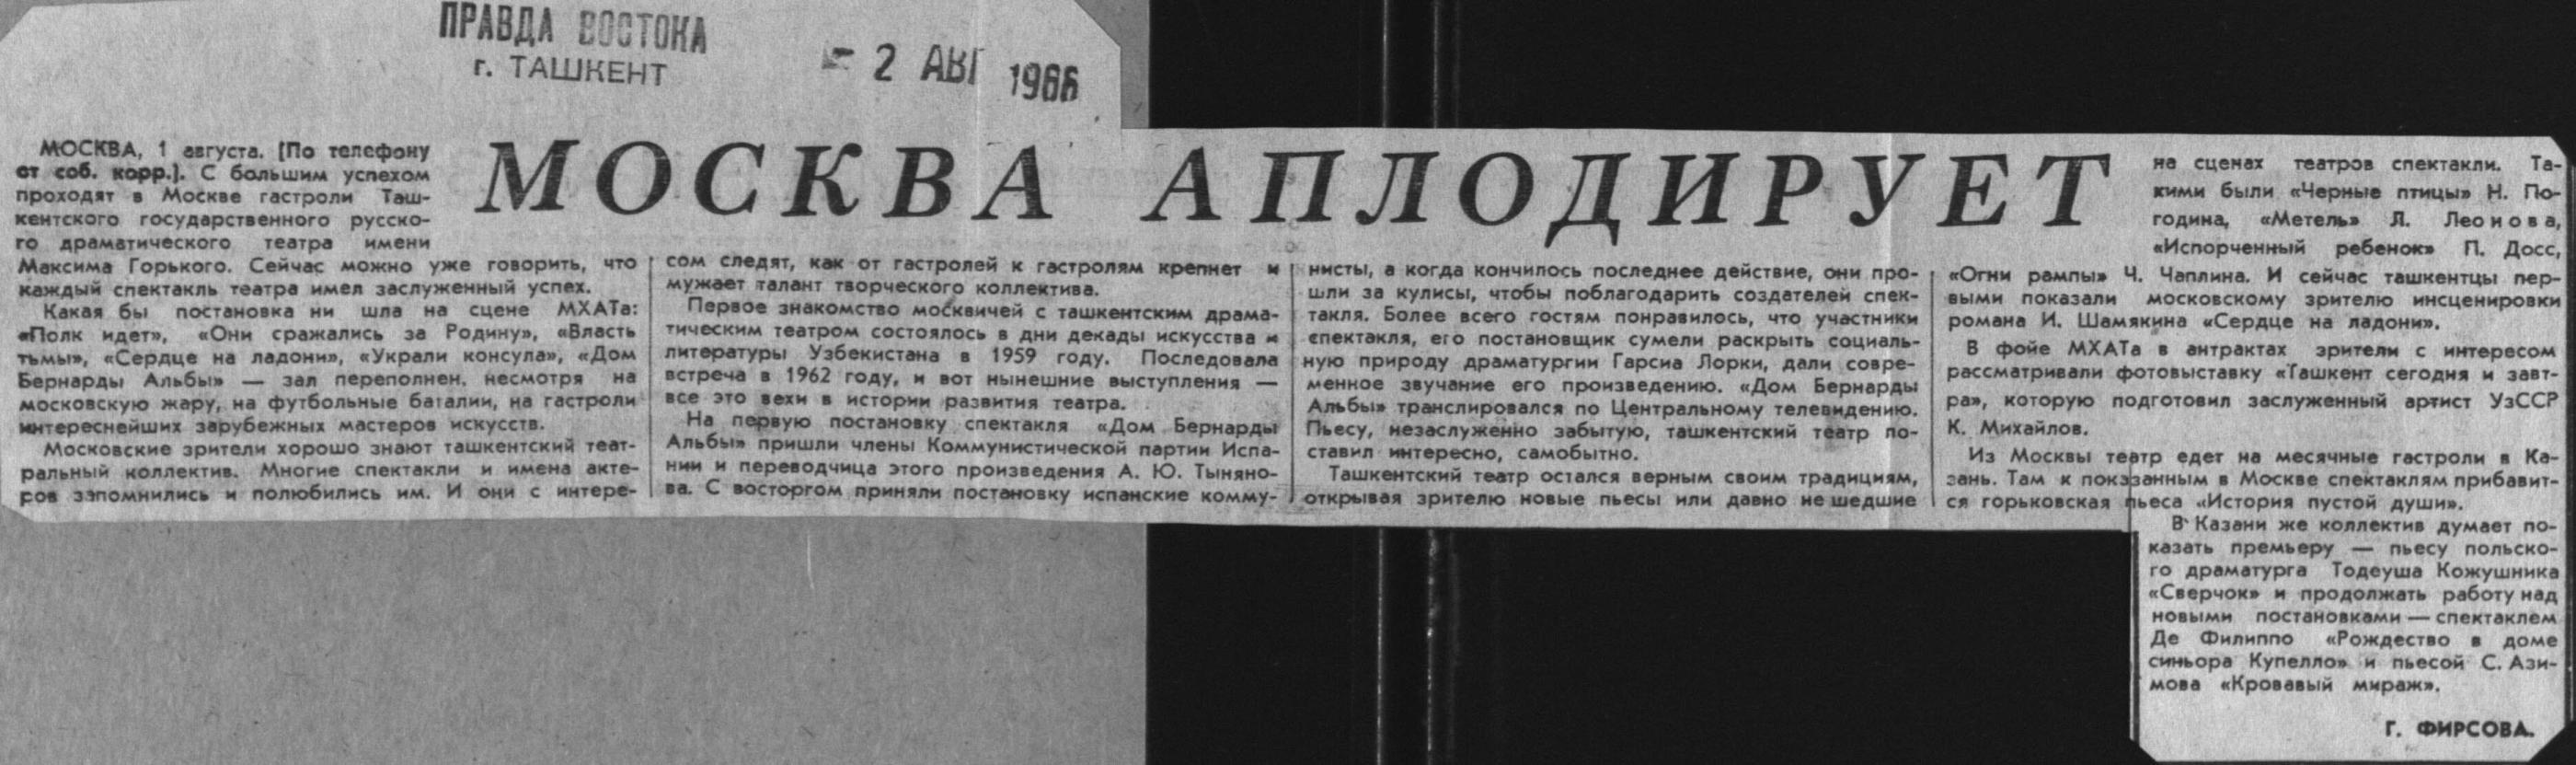 ПРАВДА ВОСТОКА
г. ТАШКЕНТ
2 АВГ 1966
МОСКВА АПЛОДИРУЕТ
МОСКВА, 1 августа. (По телефону
от соб. корр.). С большим успехом
проходят в Москве гастроли Таш-
кентского государственного русско-
го драматического театра имени
Максима Горького. Сейчас можно уже говорить, что
каждый спектакль театра имел заслуженный успех.
Какая бы постановка ни шла на сцене МХАТа:
«Полк идет», «Они сражались за Родину», «Власть
тьмы», «Сердце на ладони», «Украли консула», «Дом
Бернарды Альбы» — зал переполнен, несмотря на
московскую жару, на футбольные баталии, на гастроли
интереснейших зарубежных мастеров искусств.
Московские зрители хорошо знают ташкентский теат-
ральный коллектив. Многие спектакли и имена акте-
ров запомнились и полюбились им. И они с интере-
сом следят, как от гастролей к гастролям крепнет и
мужает талант творческого коллектива.
Первое знакомство москвичей с ташкентским драма-
тическим театром состоялось в дни декады искусства и
литературы Узбекистана в 1959 году. Последовала
встреча в 1962 году, и вот нынешние выступления —
все это вехи в истории развития театра.
На первую постановку спектакля «Дом Бернарды
Альбы» пришли члены Коммунистической партии Испа-
нии и переводчица этого произведения А. Ю. Тыняно-
ва. С восторгом приняли постановку испанские комму-
нисты, а когда кончилось последнее действие, они про-
шли за кулисы, чтобы поблагодарить создателей спек-
такля. Более всего гостям понравилось, что участники
спектакля, его постановщик сумели раскрыть социаль-
ную природу драматургии Гарсиа Лорки, дали совре-
менное звучание его произведению. «Дом Бернарды
Альбы» транслировался по Центральному телевидению.
Пьесу, незаслуженно забытую, ташкентский театр по-
ставил интересно, самобытно.
Ташкентский театр остался верным своим традициям,
открывая зрителю новые пьесы или давно не шедшие
на сценах театров спектакли. Та-
кими были «Черные птицы» Н. По-
година, «Метель» Л. Леонова,
«Испорченный ребенок» П. Досс,
«Огни рампы» Ч. Чаплина. И сейчас ташкентцы пер-
выми показали московскому зрителю инсценировки
романа И. Шамякина «Сердце на ладони».
В фойе МХАТа в антрактах зрители с интересом
рассматривали фотовыставку «Ташкент сегодня и завт-
ра», которую подготовил заслуженный артист УзССР
К. Михайлов.
Из Москвы театр едет на месячные гастроли в Ка-
зань. Там к показанным в Москве спектаклям прибавит-
ся горьковская пьеса «История пустой души».
В Казани же коллектив думает по-
казать премьеру — пьесу польско-
го драматурга Тодеуша Кожушника
«Сверчок» и продолжать работу над
новыми постановками — спектаклем
Де Филиппо «Рождество в доме
синьора Купелло» и пьесой С. Ази-
мова «Кровавый мираж».
Г. ФИРСОВА.